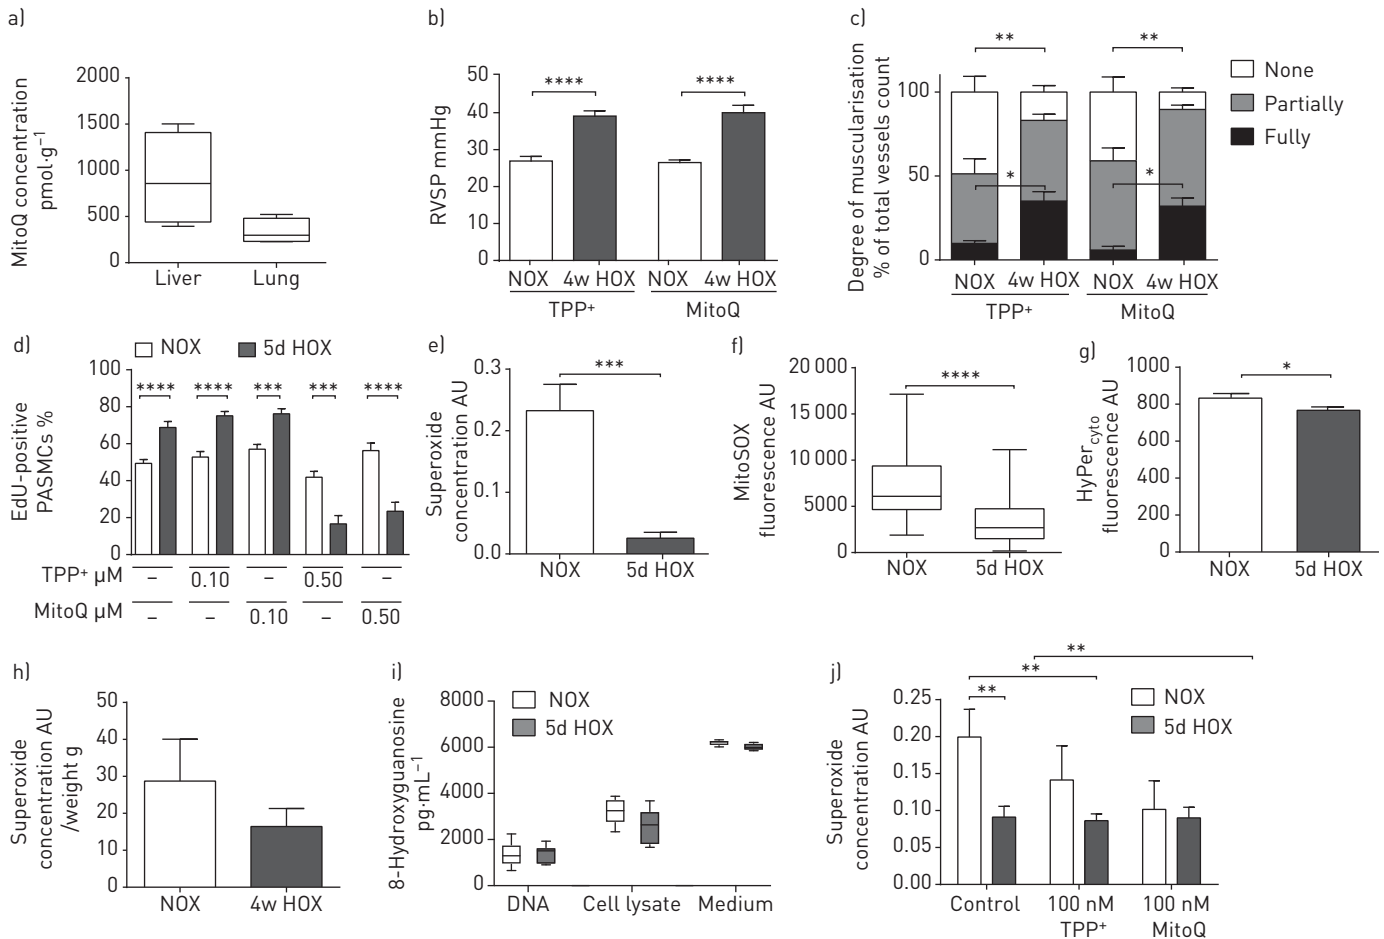 a)
MitoQ concentration
pmol·g⁻¹
2000
1500
1000
500
0
Liver Lung
b)
RVSP mmHg
50
40
30
20
10
0
**** ****
NOX 4w HOX NOX 4w HOX
TPP⁺ MitoQ
c)
Degree of muscularisation
% of total vessels count
100
50
0
** **
* *
None
Partially
Fully
NOX 4w HOX NOX 4w HOX
TPP⁺ MitoQ
d)
NOX 5d HOX
EdU-positive
PASMCs %
100
80
60
40
20
0
**** **** *** *** ****
TPP⁺ µM – 0.10 – 0.50 –
MitoQ µM – – 0.10 – 0.50
e)
Superoxide
concentration AU
0.3
0.2
0.1
0.0
***
NOX 5d HOX
f)
MitoSOX
fluorescence AU
20 000
15 000
10 000
5000
0
****
NOX 5d HOX
g)
HyPercyto
fluorescence AU
1000
800
600
400
200
0
*
NOX 5d HOX
h)
Superoxide
concentration AU
/weight g
50
40
30
20
10
0
NOX 4w HOX
i)
8-Hydroxyguanosine
pg·mL⁻¹
8000
6000
4000
2000
0
NOX
5d HOX
DNA Cell lysate Medium
j)
Superoxide
concentration AU
0.25
0.20
0.15
0.10
0.05
0.00
**
**
**
NOX
5d HOX
Control 100 nM 100 nM
TPP⁺ MitoQ